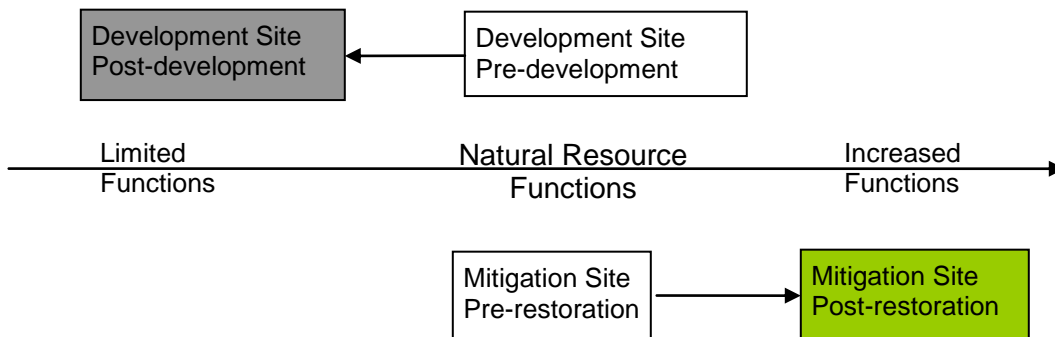 Development Site
Post-development
Development Site
Pre-development
Limited
Functions
Natural Resource
Functions
Increased
Functions
Mitigation Site
Pre-restoration
Mitigation Site
Post-restoration